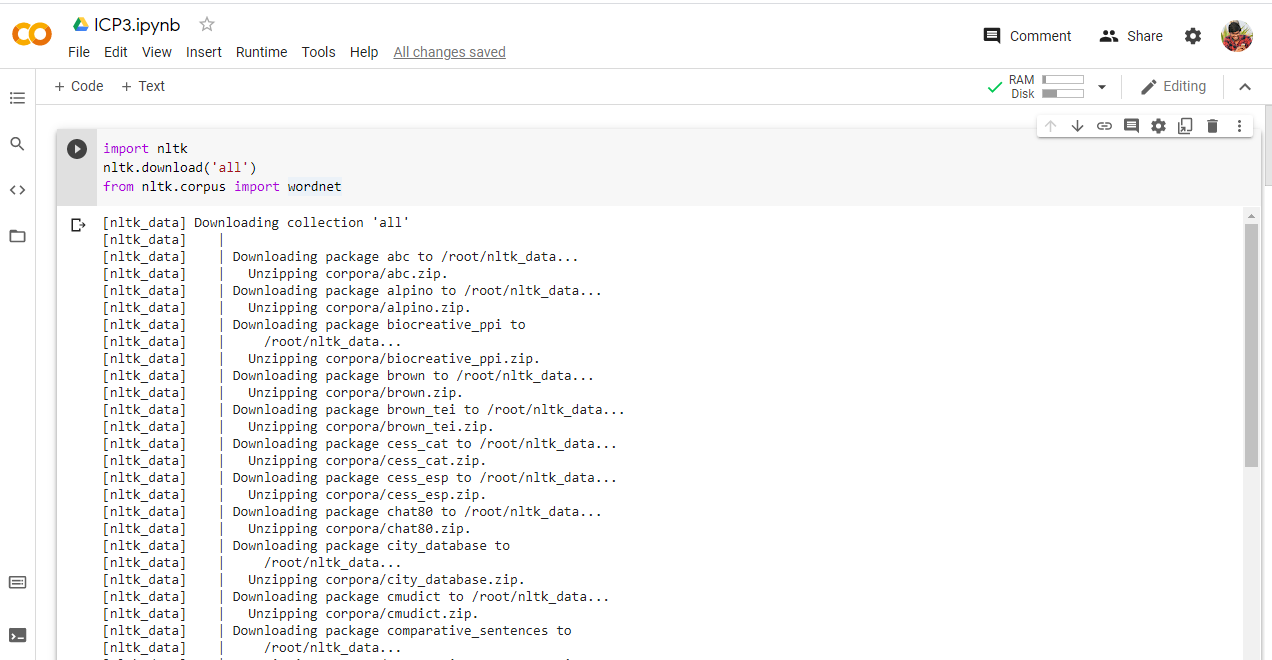 ICP3.ipynb
File Edit View Insert Runtime Tools Help All changes saved
Comment Share
+ Code + Text
RAM
Disk
Editing
import nltk
nltk.download('all')
from nltk.corpus import wordnet
[nltk_data] Downloading collection 'all'
[nltk_data]    |
[nltk_data]    | Downloading package abc to /root/nltk_data...
[nltk_data]    |   Unzipping corpora/abc.zip.
[nltk_data]    | Downloading package alpino to /root/nltk_data...
[nltk_data]    |   Unzipping corpora/alpino.zip.
[nltk_data]    | Downloading package biocreative_ppi to
[nltk_data]    |     /root/nltk_data...
[nltk_data]    |   Unzipping corpora/biocreative_ppi.zip.
[nltk_data]    | Downloading package brown to /root/nltk_data...
[nltk_data]    |   Unzipping corpora/brown.zip.
[nltk_data]    | Downloading package brown_tei to /root/nltk_data...
[nltk_data]    |   Unzipping corpora/brown_tei.zip.
[nltk_data]    | Downloading package cess_cat to /root/nltk_data...
[nltk_data]    |   Unzipping corpora/cess_cat.zip.
[nltk_data]    | Downloading package cess_esp to /root/nltk_data...
[nltk_data]    |   Unzipping corpora/cess_esp.zip.
[nltk_data]    | Downloading package chat80 to /root/nltk_data...
[nltk_data]    |   Unzipping corpora/chat80.zip.
[nltk_data]    | Downloading package city_database to
[nltk_data]    |     /root/nltk_data...
[nltk_data]    |   Unzipping corpora/city_database.zip.
[nltk_data]    | Downloading package cmudict to /root/nltk_data...
[nltk_data]    |   Unzipping corpora/cmudict.zip.
[nltk_data]    | Downloading package comparative_sentences to
[nltk_data]    |     /root/nltk_data...